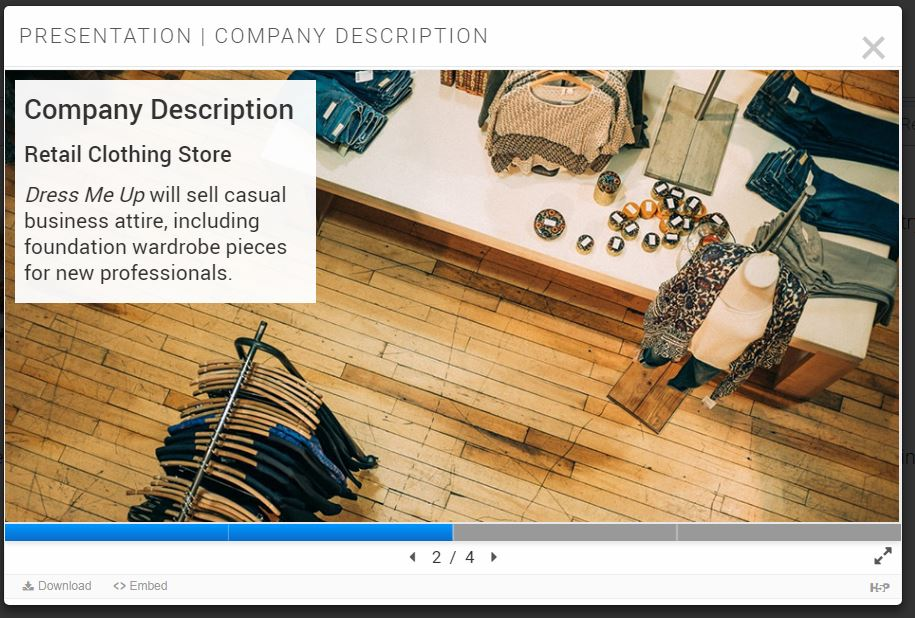 PRESENTATION | COMPANY DESCRIPTION
Company Description
Retail Clothing Store
Dress Me Up will sell casual
business attire, including
foundation wardrobe pieces
for new professionals.
2 / 4
Download
Embed
H5P